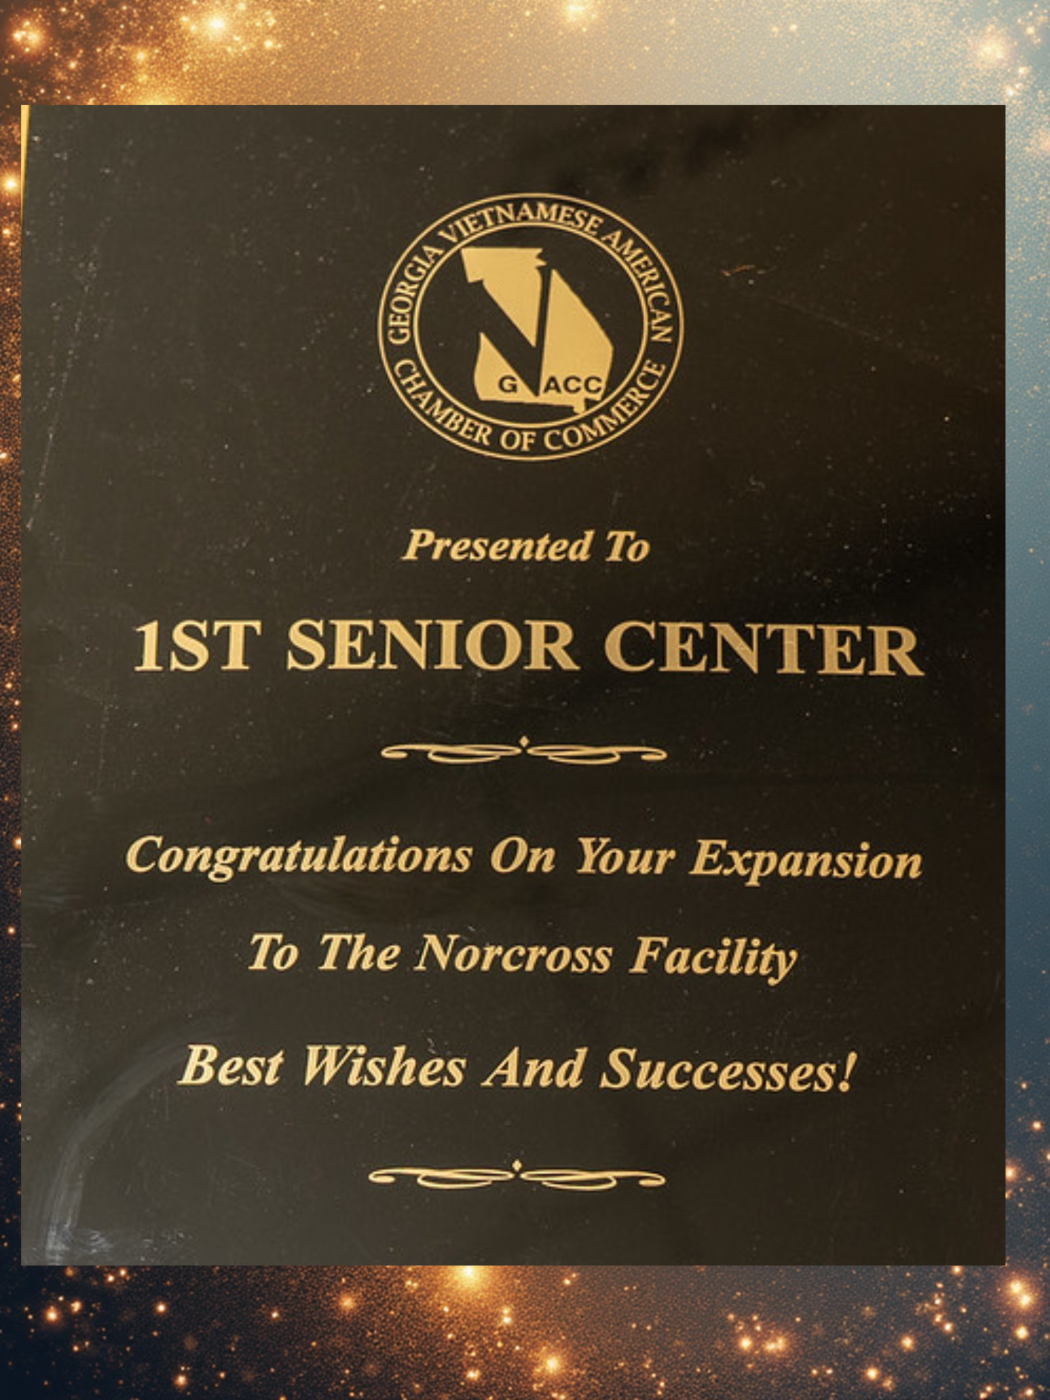 GEORGIA VIETNAMESE AMERICAN
CHAMBER OF COMMERCE
G ACC
Presented To
1ST SENIOR CENTER
Congratulations On Your Expansion
To The Norcross Facility
Best Wishes And Successes!